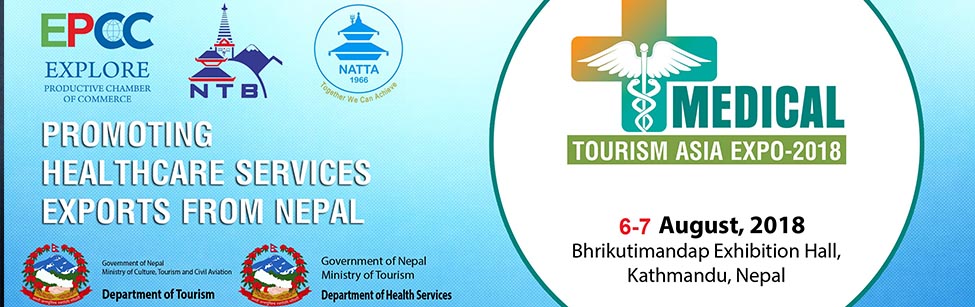 EPCC
EXPLORE
PRODUCTIVE CHAMBER
OF COMMERCE
NTB
NATTA
1966
Together We Can Achieve
PROMOTING
HEALTHCARE SERVICES
EXPORTS FROM NEPAL
Government of Nepal
Ministry of Culture, Tourism and Civil Aviation
Department of Tourism
Government of Nepal
Ministry of Tourism
Department of Health Services
MEDICAL
TOURISM ASIA EXPO-2018
6-7 August, 2018
Bhrikutimandap Exhibition Hall,
Kathmandu, Nepal